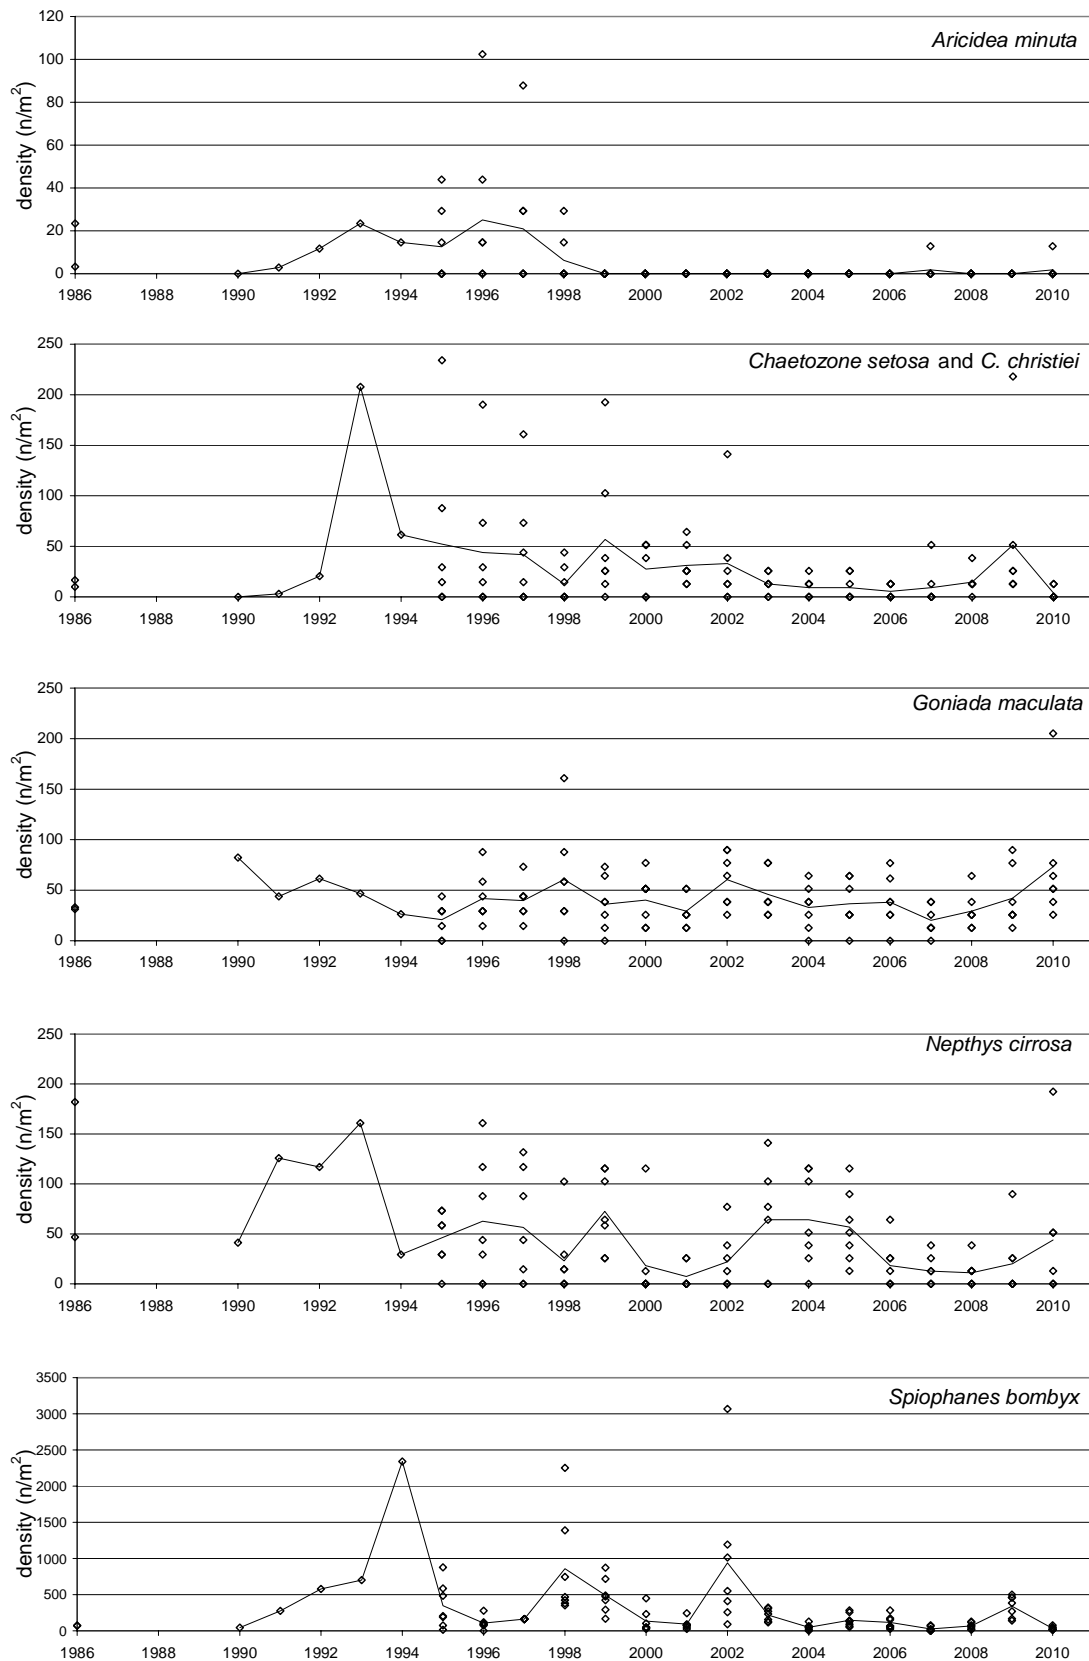 Aricidea minuta
density (n/m²)
120
100
80
60
40
20
0
1986 1988 1990 1992 1994 1996 1998 2000 2002 2004 2006 2008 2010
Chaetozone setosa and C. christiei
density (n/m²)
250
200
150
100
50
0
1986 1988 1990 1992 1994 1996 1998 2000 2002 2004 2006 2008 2010
Goniada maculata
density (n/m²)
250
200
150
100
50
0
1986 1988 1990 1992 1994 1996 1998 2000 2002 2004 2006 2008 2010
Nepthys cirrosa
density (n/m²)
250
200
150
100
50
0
1986 1988 1990 1992 1994 1996 1998 2000 2002 2004 2006 2008 2010
Spiophanes bombyx
density (n/m²)
3500
3000
2500
2000
1500
1000
500
0
1986 1988 1990 1992 1994 1996 1998 2000 2002 2004 2006 2008 2010